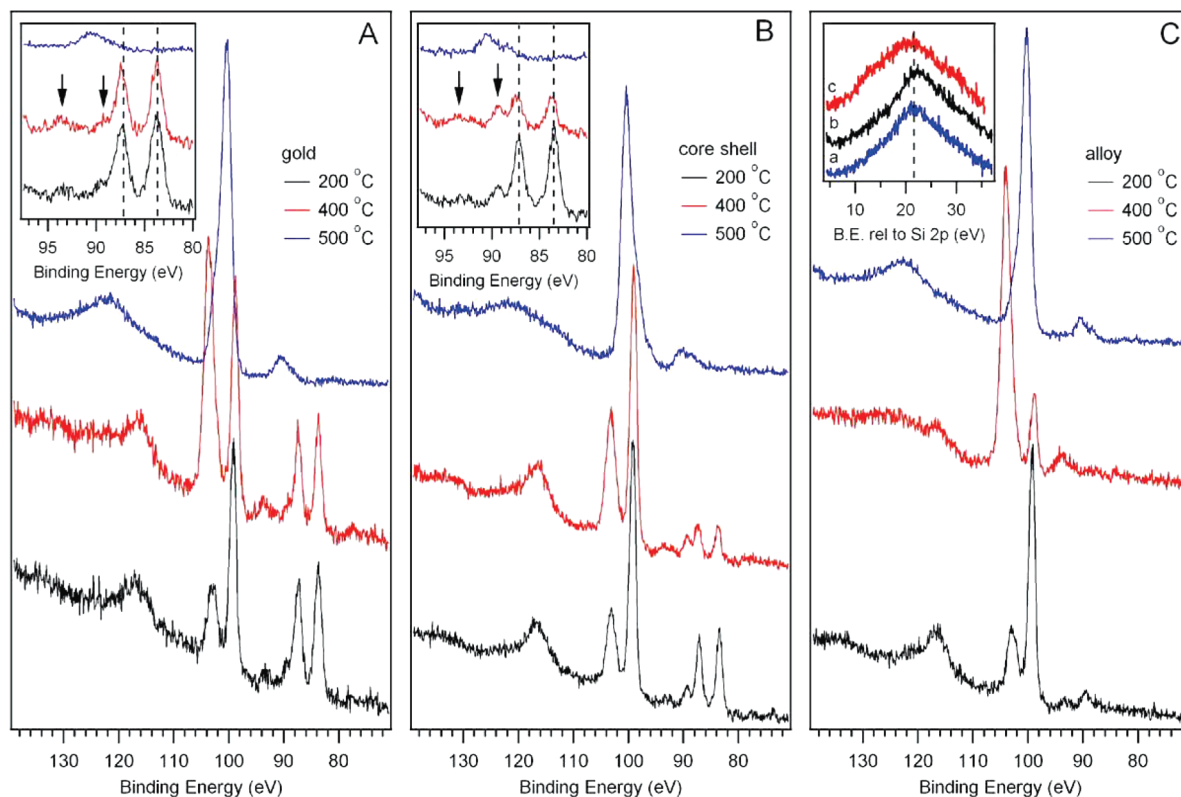 A
gold
200 °C
400 °C
500 °C
95
90
85
80
Binding Energy (eV)
130
120
110
100
90
80
Binding Energy (eV)
B
core shell
200 °C
400 °C
500 °C
95
90
85
80
Binding Energy (eV)
130
120
110
100
90
80
Binding Energy (eV)
C
c
b
a
10
20
30
B.E. rel to Si 2p (eV)
alloy
200 °C
400 °C
500 °C
130
120
110
100
90
80
Binding Energy (eV)